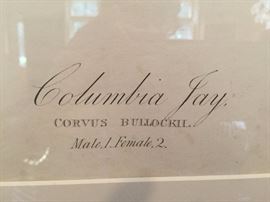 Columbia Jay.
CORVUS BULLOCKII.
Male, 1. Female, 2.